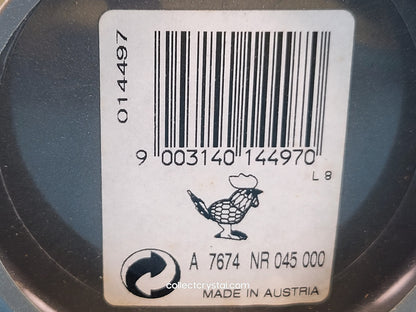 014497
9 003140 144970
L 8
A 7674 NR 045 000
collectcrystal.com
MADE IN AUSTRIA